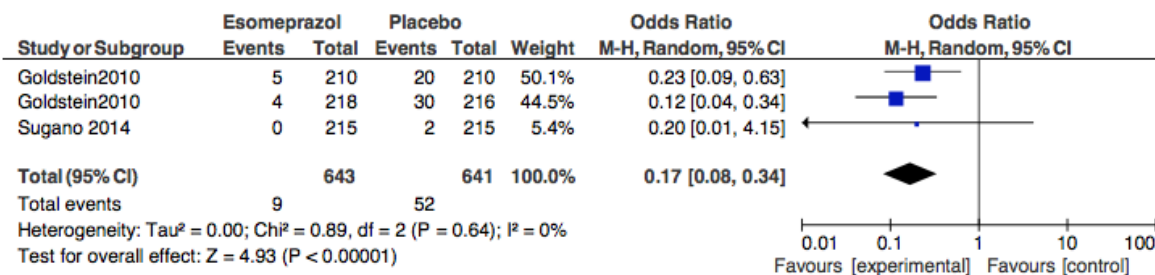 Esomeprazol Placebo Odds Ratio Odds Ratio
Study or Subgroup Events Total Events Total Weight M-H, Random, 95% CI M-H, Random, 95% CI
Goldstein2010 5 210 20 210 50.1% 0.23 [0.09, 0.63]
Goldstein2010 4 218 30 216 44.5% 0.12 [0.04, 0.34]
Sugano 2014 0 215 2 215 5.4% 0.20 [0.01, 4.15]
Total (95% CI) 643 641 100.0% 0.17 [0.08, 0.34]
Total events 9 52
Heterogeneity: Tau² = 0.00; Chi² = 0.89, df = 2 (P = 0.64); I² = 0%
Test for overall effect: Z = 4.93 (P < 0.00001)
0.01 0.1 1 10 100
Favours [experimental] Favours [control]